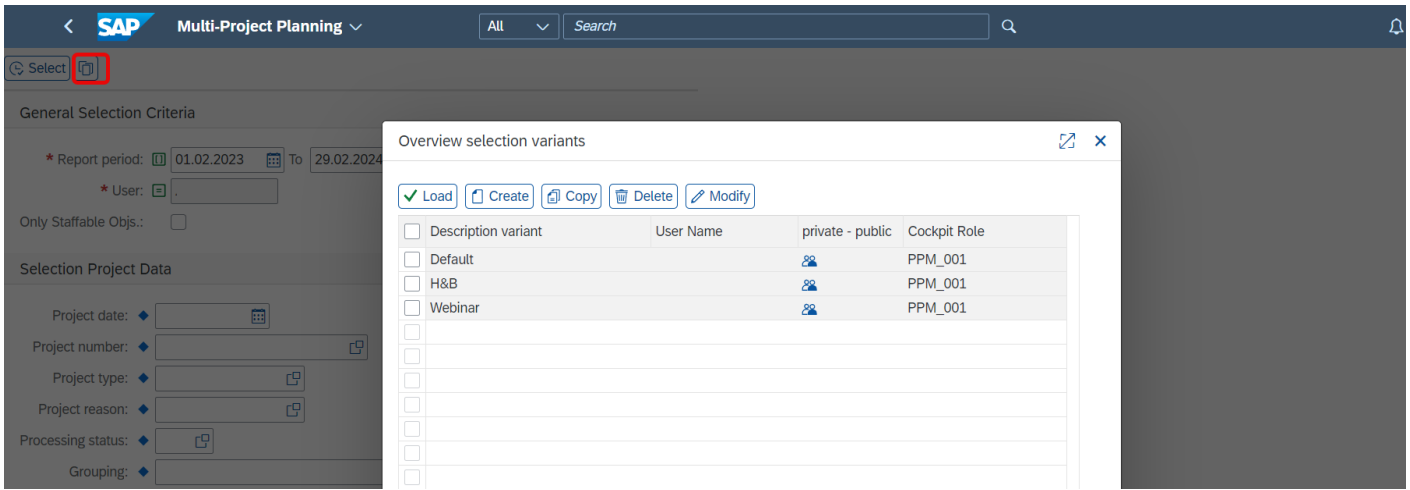 SAP Multi-Project Planning All Search
Select
General Selection Criteria
* Report period: 01.02.2023 To 29.02.2024
* User: .
Only Staffable Objs.:
Selection Project Data
Project date:
Project number:
Project type:
Project reason:
Processing status:
Grouping:
Overview selection variants
Load Create Copy Delete Modify
Description variant User Name private - public Cockpit Role
Default PPM_001
H&B PPM_001
Webinar PPM_001